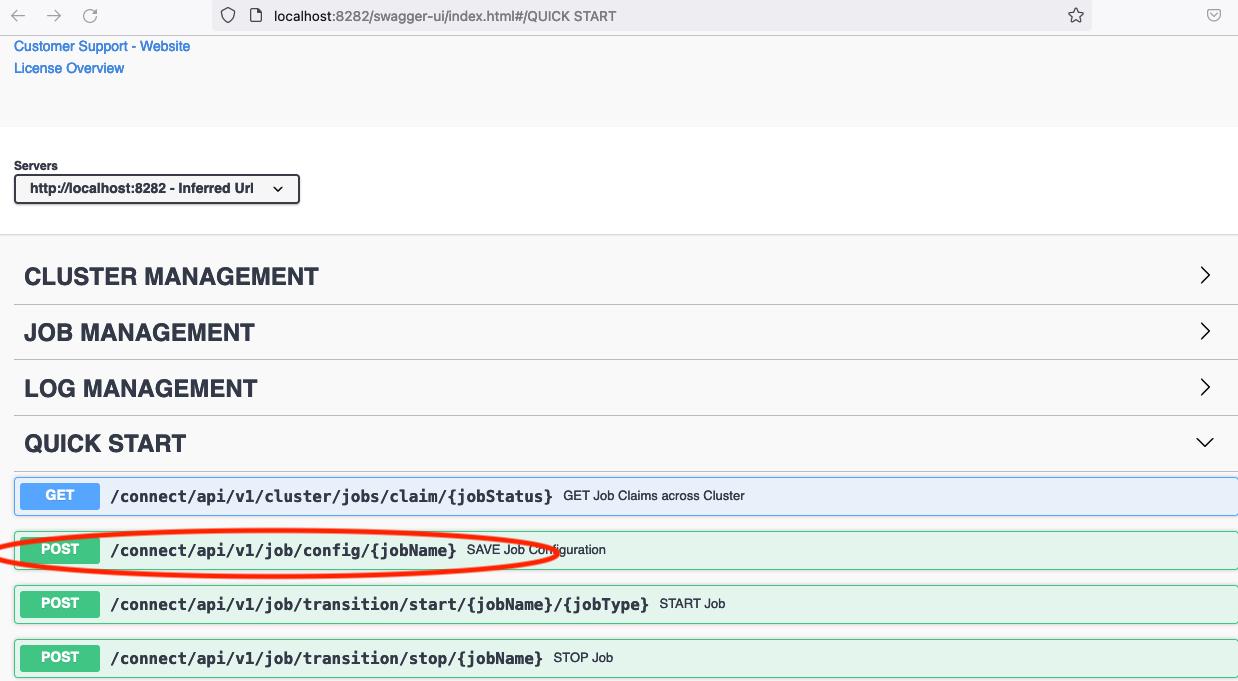 localhost:8282/swagger-ui/index.html#/QUICK START
Customer Support - Website
License Overview
Servers
http://localhost:8282 - Inferred Url
CLUSTER MANAGEMENT
JOB MANAGEMENT
LOG MANAGEMENT
QUICK START
GET /connect/api/v1/cluster/jobs/claim/{jobStatus} GET Job Claims across Cluster
POST /connect/api/v1/job/config/{jobName} SAVE Job Configuration
POST /connect/api/v1/job/transition/start/{jobName}/{jobType} START Job
POST /connect/api/v1/job/transition/stop/{jobName} STOP Job